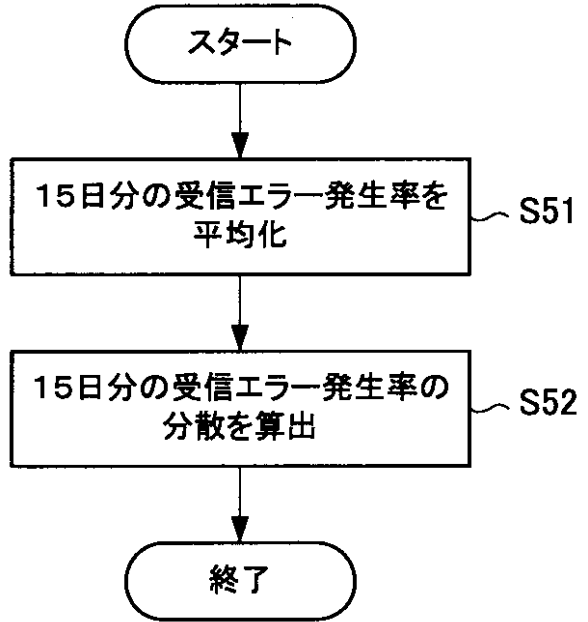 スタート
15日分の受信エラー発生率を
平均化
S51
15日分の受信エラー発生率の
分散を算出
S52
終了